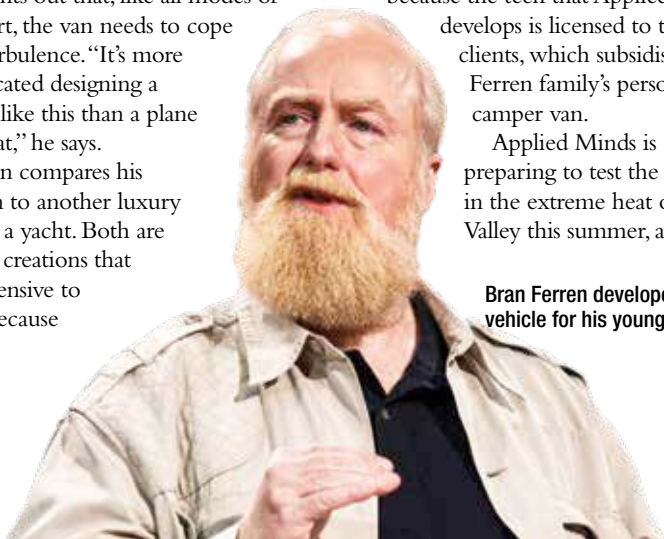 nts out that, like all modes of
rt, the van needs to cope
rbulence. “It’s more
cated designing a
like this than a plane
at,” he says.
n compares his
n to another luxury
a yacht. Both are
creations that
ensive to
ecause
because the tech that Applied
develops is licensed to t
clients, which subsidis
Ferren family’s perso
camper van.
Applied Minds is
preparing to test the
in the extreme heat o
Valley this summer, a
Bran Ferren develope
vehicle for his young